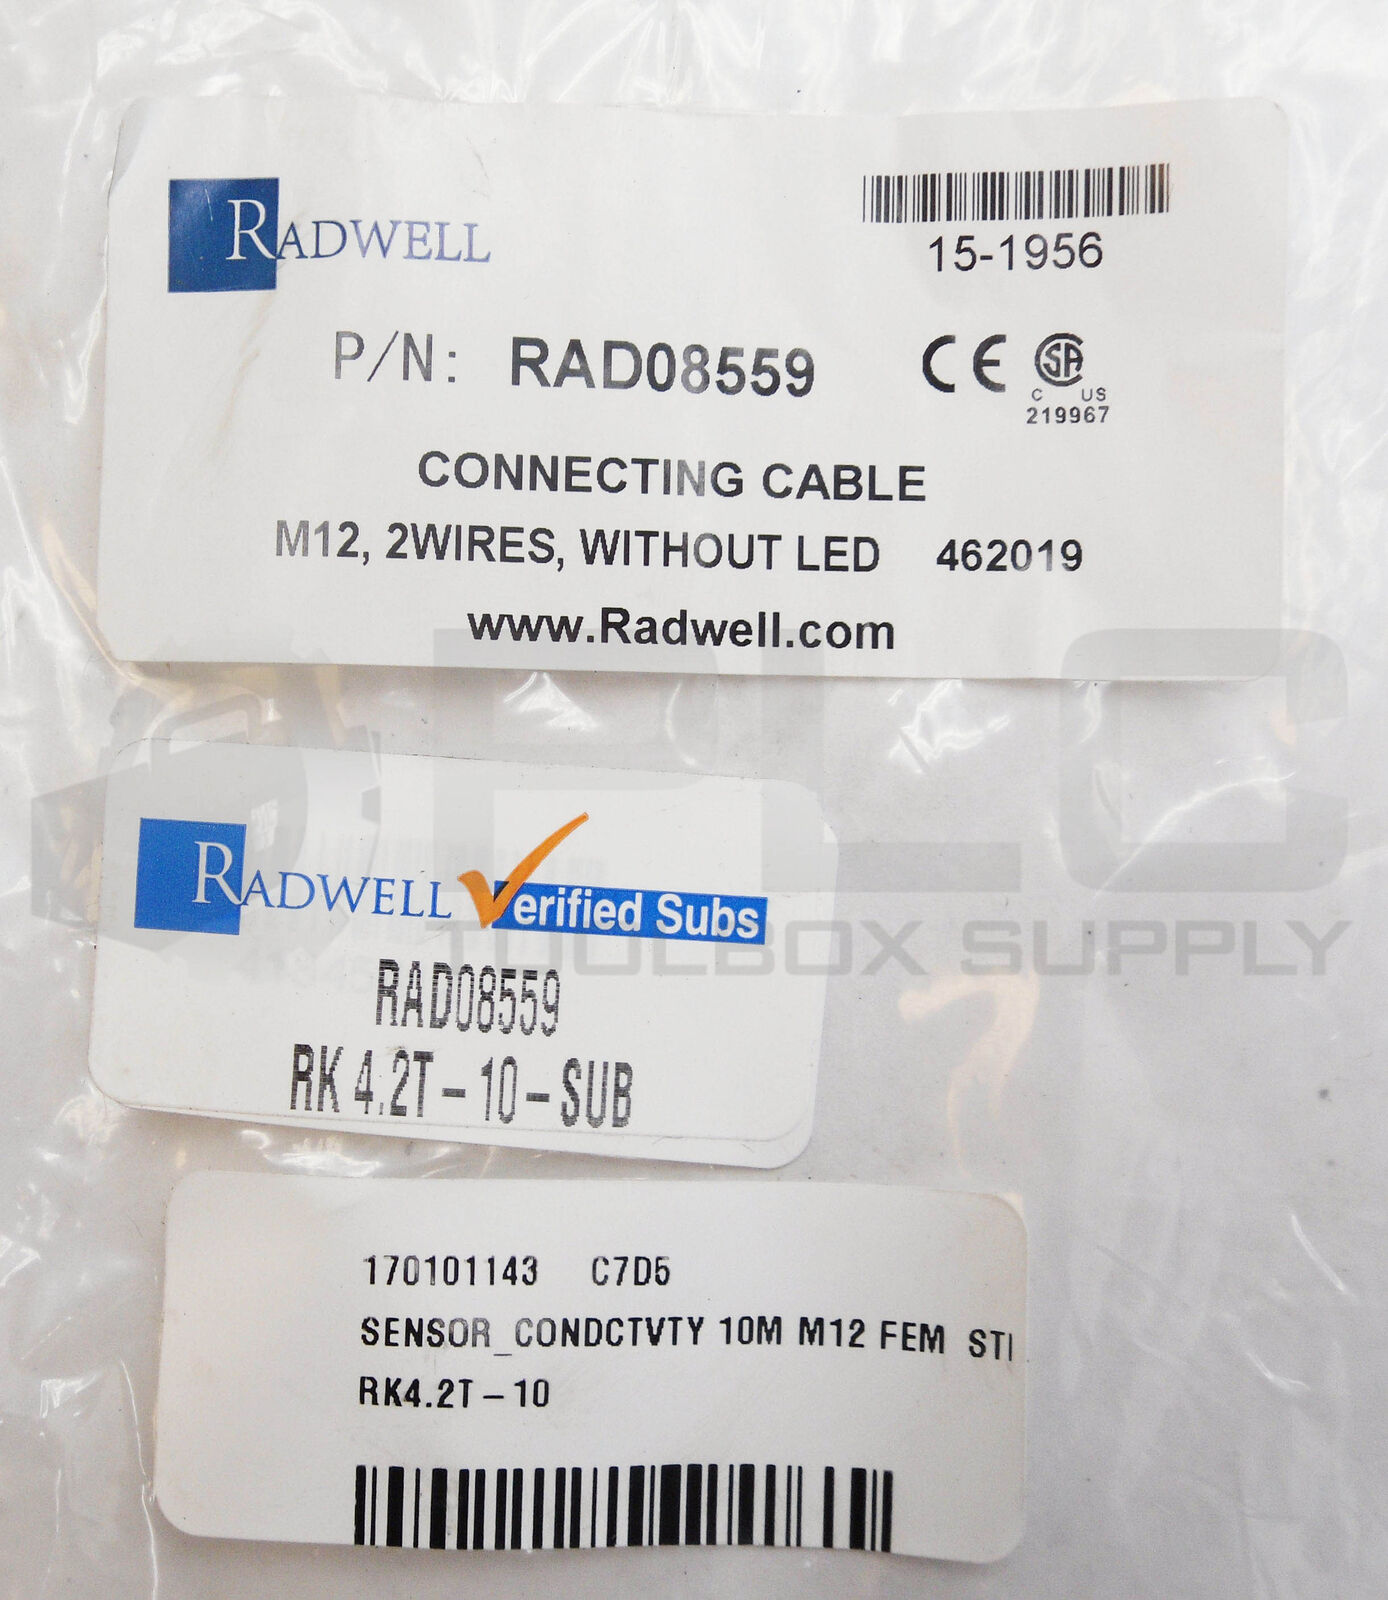 RADWELL
15-1956
P/N: RAD08559
CE
SA
C US
219967
CONNECTING CABLE
M12, 2WIRES, WITHOUT LED 462019
www.Radwell.com
PLC
TOOLBOX SUPPLY
RADWELL Verified Subs
RAD08559
RK 4.2T-10-SUB
170101143 C7D5
SENSOR_CONDCTVTY 10M M12 FEM STI
RK4.2T-10